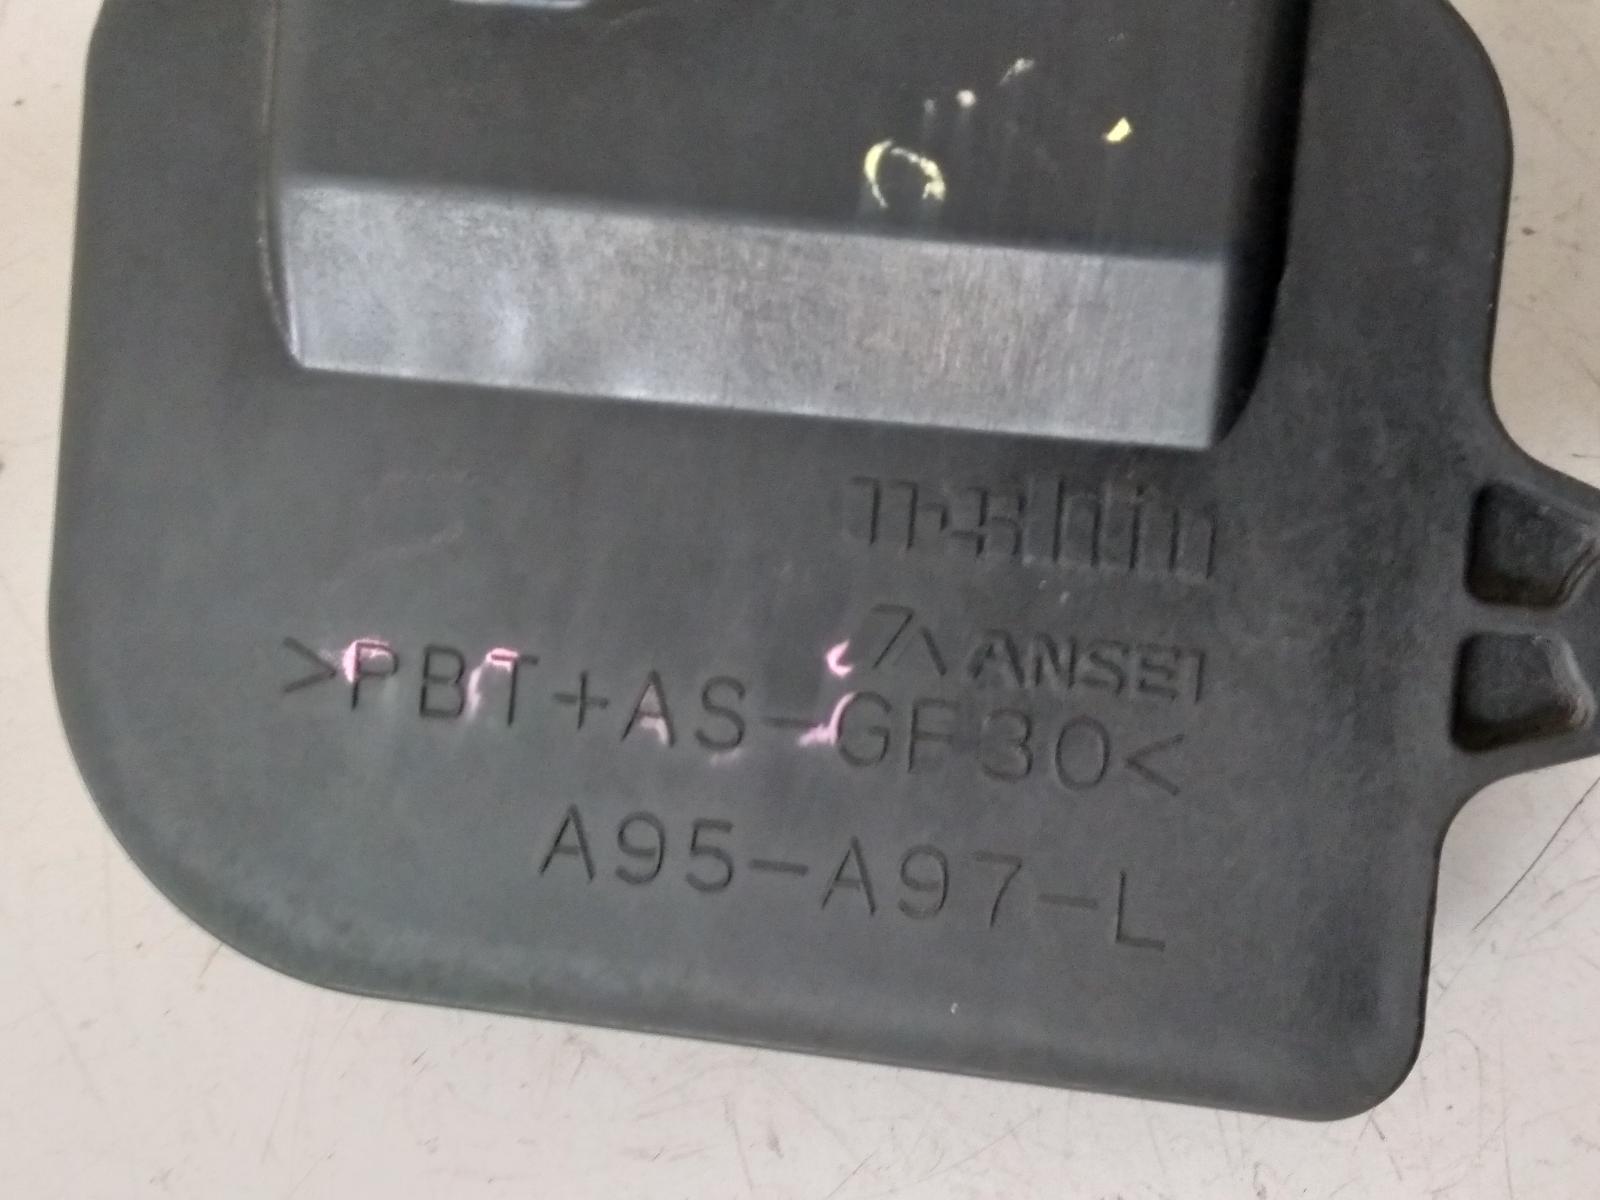 ANSEI
>PBT+AS-GF30<
A95-A97-L